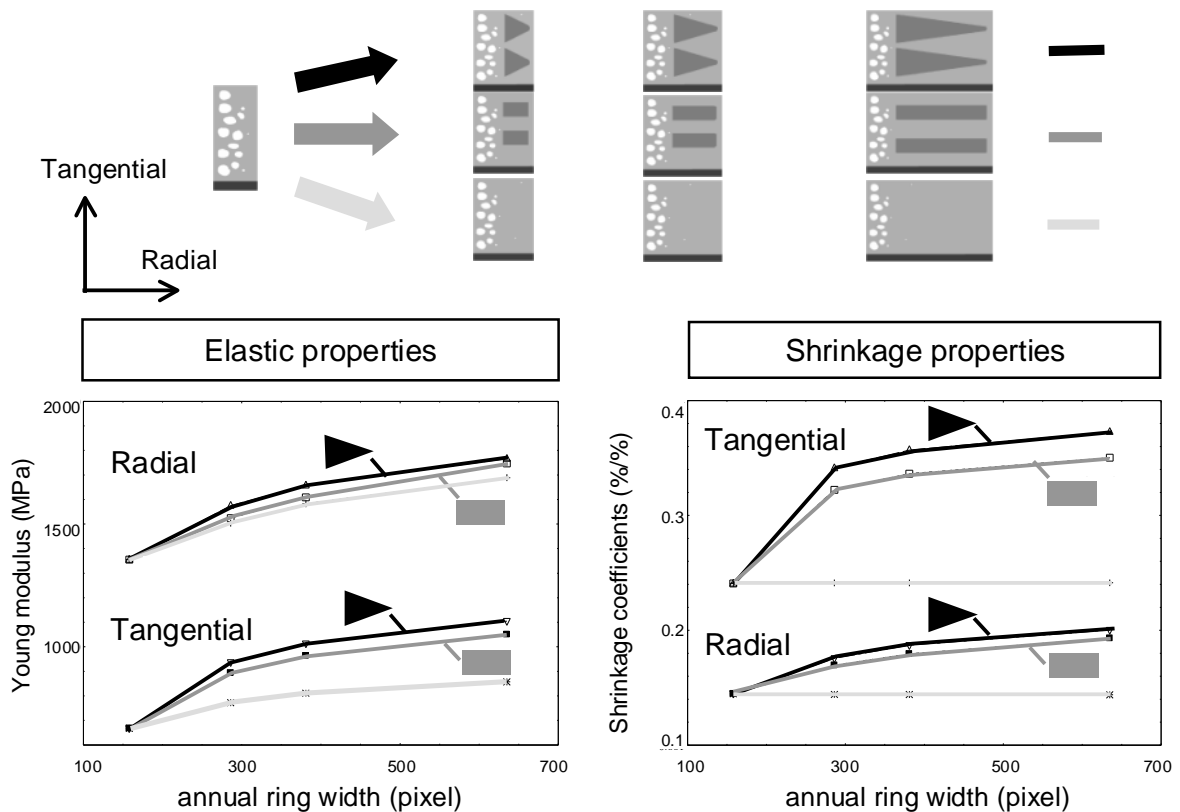 Tangential
Radial
Elastic properties
Shrinkage properties
2000
1500
1000
Young modulus (MPa)
Radial
Tangential
100
300
500
700
annual ring width (pixel)
0.4
0.3
0.2
0.1
Shrinkage coefficients (%/%)
Tangential
Radial
100
300
500
700
annual ring width (pixel)